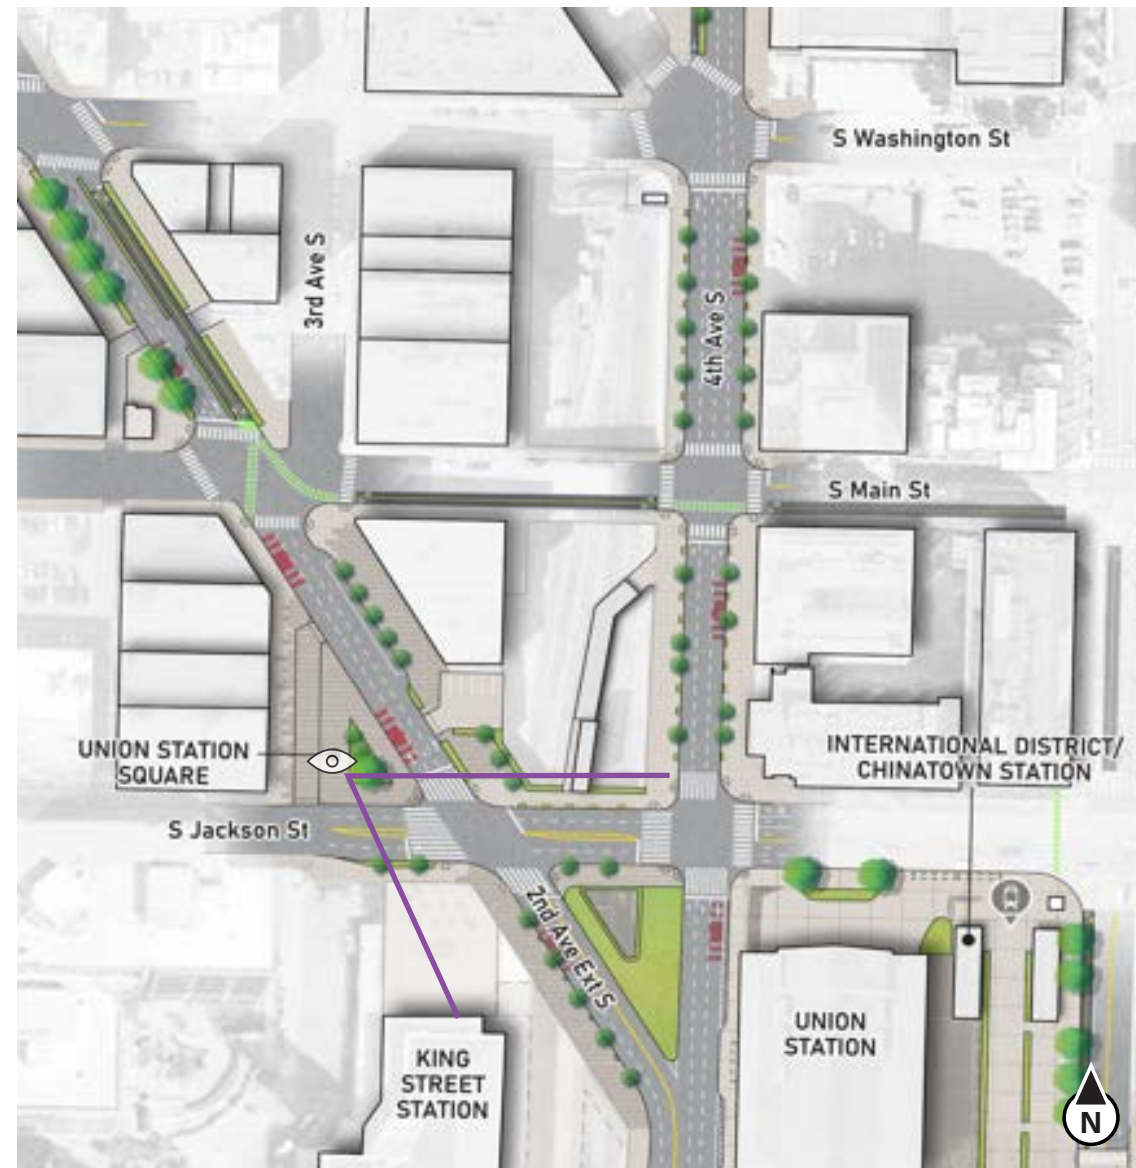 S Washington St
3rd Ave S
4th Ave S
S Main St
UNION STATION
SQUARE
INTERNATIONAL DISTRICT/
CHINATOWN STATION
S Jackson St
2nd Ave Ext S
UNION
STATION
KING
STREET
STATION
N